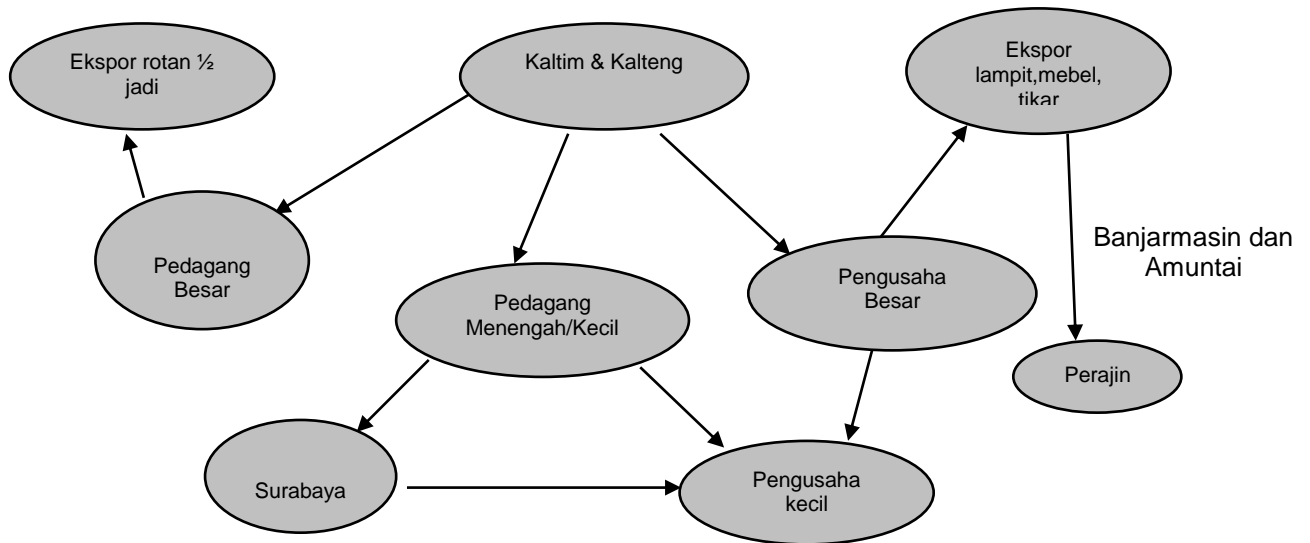 Ekspor rotan ½
jadi
Kaltim & Kalteng
Ekspor
lampit,mebel,
tikar
Pedagang
Besar
Pedagang
Menengah/Kecil
Pengusaha
Besar
Banjarmasin dan
Amuntai
Perajin
Surabaya
Pengusaha
kecil